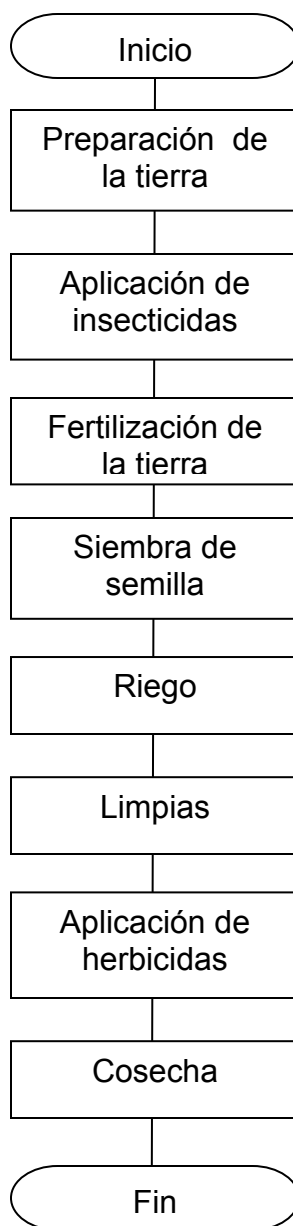 Inicio
Preparación de
la tierra
Aplicación de
insecticidas
Fertilización de
la tierra
Siembra de
semilla
Riego
Limpias
Aplicación de
herbicidas
Cosecha
Fin